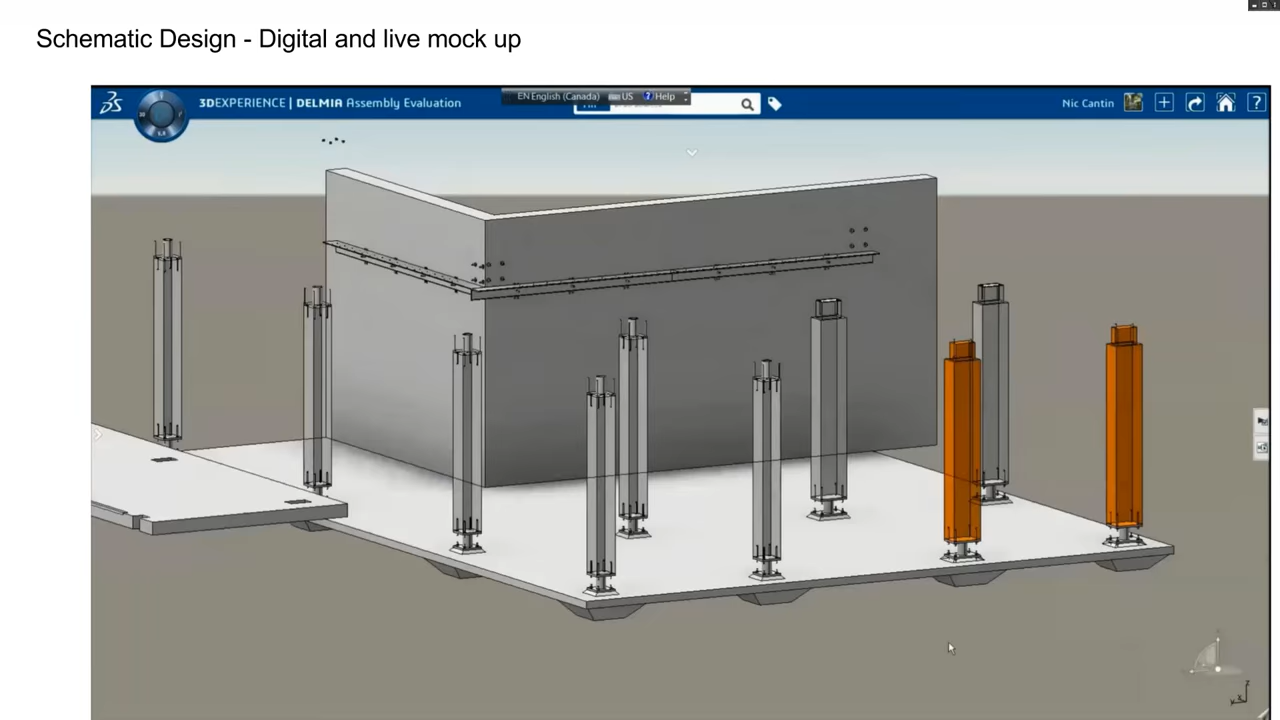 Schematic Design - Digital and live mock up
3DEXPERIENCE | DELMIA Assembly Evaluation
EN English (Canada) US ? Help
Nic Cantin
?